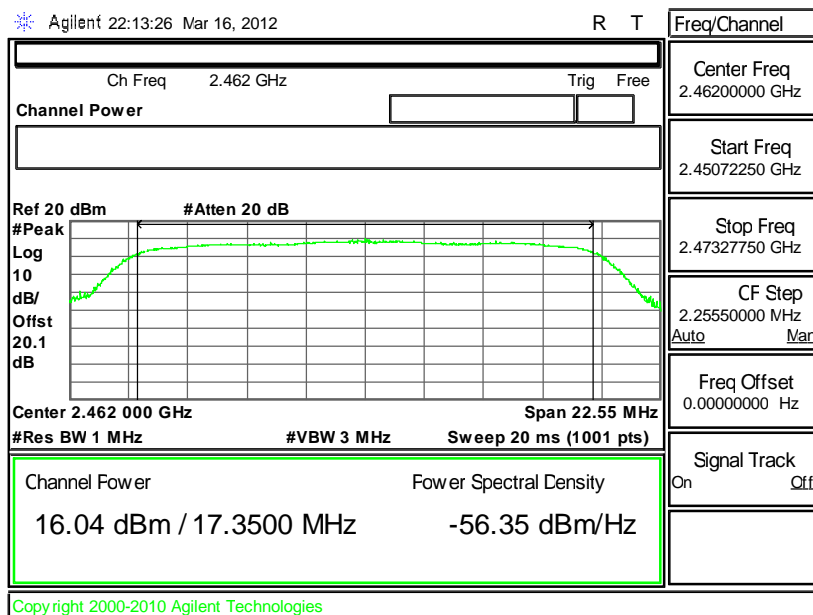 Agilent 22:13:26 Mar 16, 2012 R T
Freq/Channel
Ch Freq 2.462 GHz Trig Free
Channel Power
Center Freq
2.46200000 GHz
Start Freq
2.45072250 GHz
Stop Freq
2.47327750 GHz
CF Step
2.25550000 MHz
Auto Man
Freq Offset
0.00000000 Hz
Signal Track
On Off
Ref 20 dBm #Atten 20 dB
#Peak
Log
10
dB/
Offst
20.1
dB
Center 2.462 000 GHz Span 22.55 MHz
#Res BW 1 MHz #VBW 3 MHz Sweep 20 ms (1001 pts)
Channel Power Power Spectral Density
16.04 dBm / 17.3500 MHz -56.35 dBm/Hz
Copyright 2000-2010 Agilent Technologies